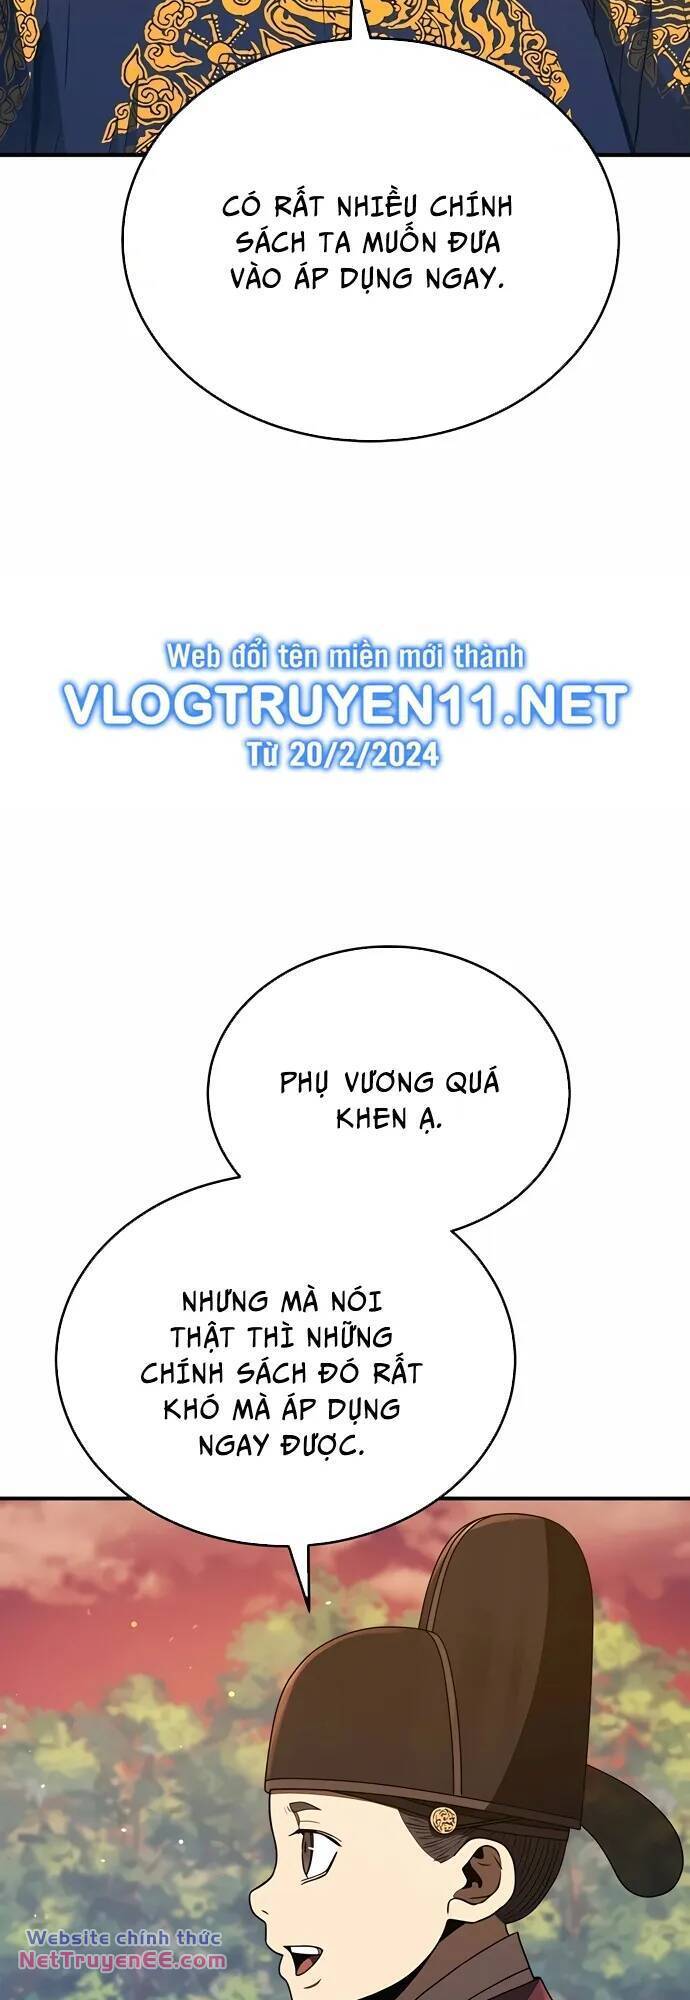 CÓ RẤT NHIỀU CHÍNH
SÁCH TA MUỐN ĐƯA
VÀO ÁP DỤNG NGAY.
Web đổi tên miền mới thành
VLOGTRUYEN11.NET
Từ 20/2/2024
PHỤ VƯƠNG QUÁ
KHEN Ạ.
NHƯNG MÀ NÓI
THẬT THÌ NHỮNG
CHÍNH SÁCH ĐÓ RẤT
KHÓ MÀ ÁP DỤNG
NGAY ĐƯỢC.
Website chính thức
NetTruyenEE.com